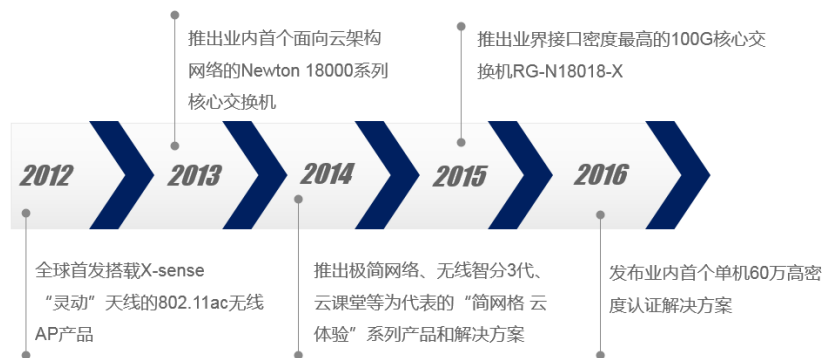 推出业内首个面向云架构
网络的Newton 18000系列
核心交换机
推出业界接口密度最高的100G核心交
换机RG-N18018-X
2012
2013
2014
2015
2016
全球首发搭载X-sense
“灵动”天线的802.11ac无线
AP产品
推出极简网络、无线智分3代、
云课堂等为代表的“简网格 云
体验”系列产品和解决方案
发布业内首个单机60万高密
度认证解决方案